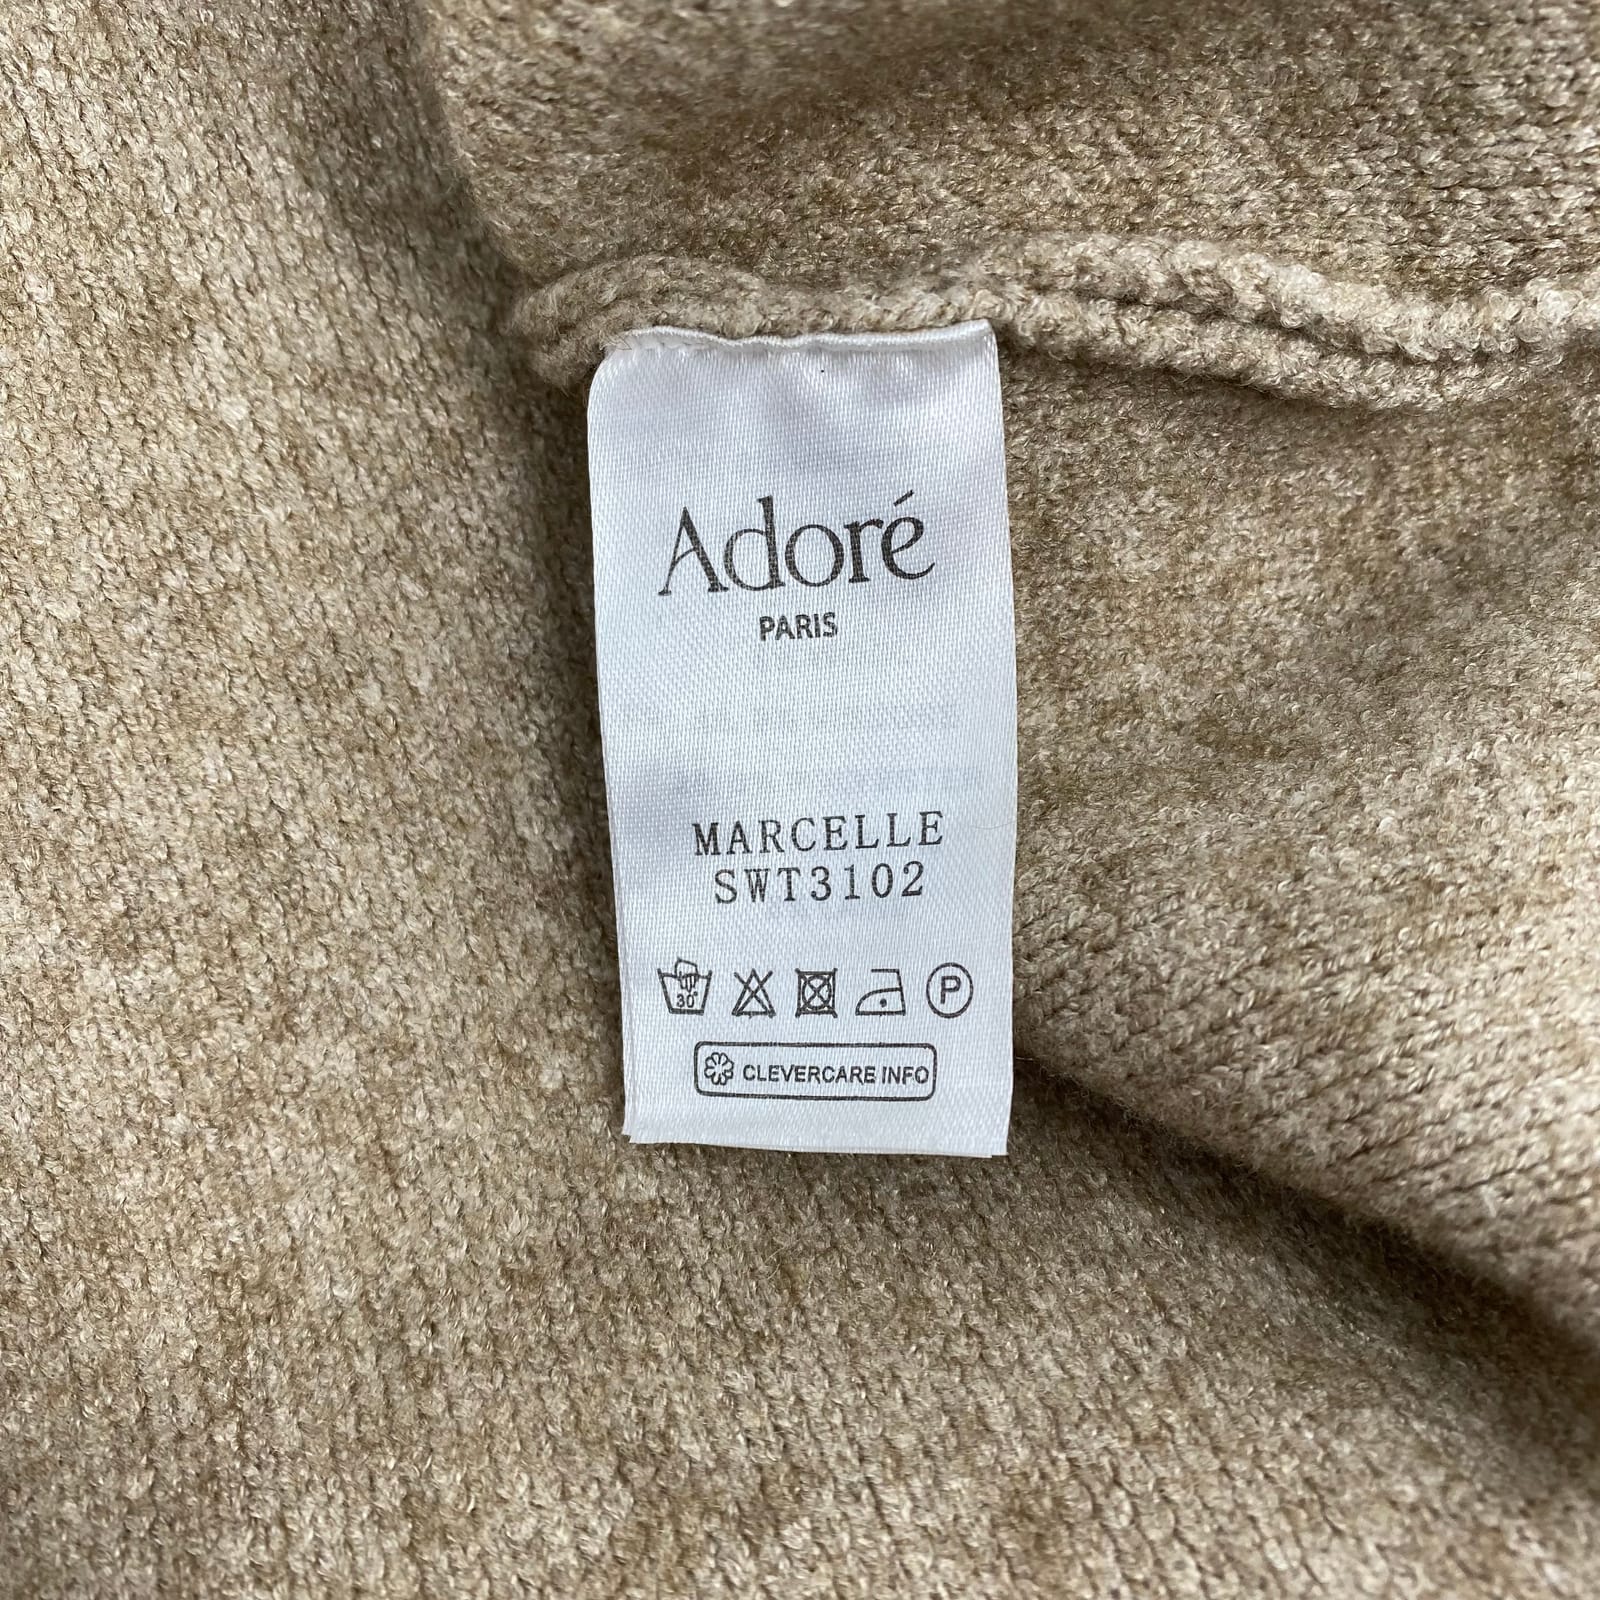 Adoré
PARIS
MARCELLE
SWT3102
30°
P
CLEVERCARE INFO